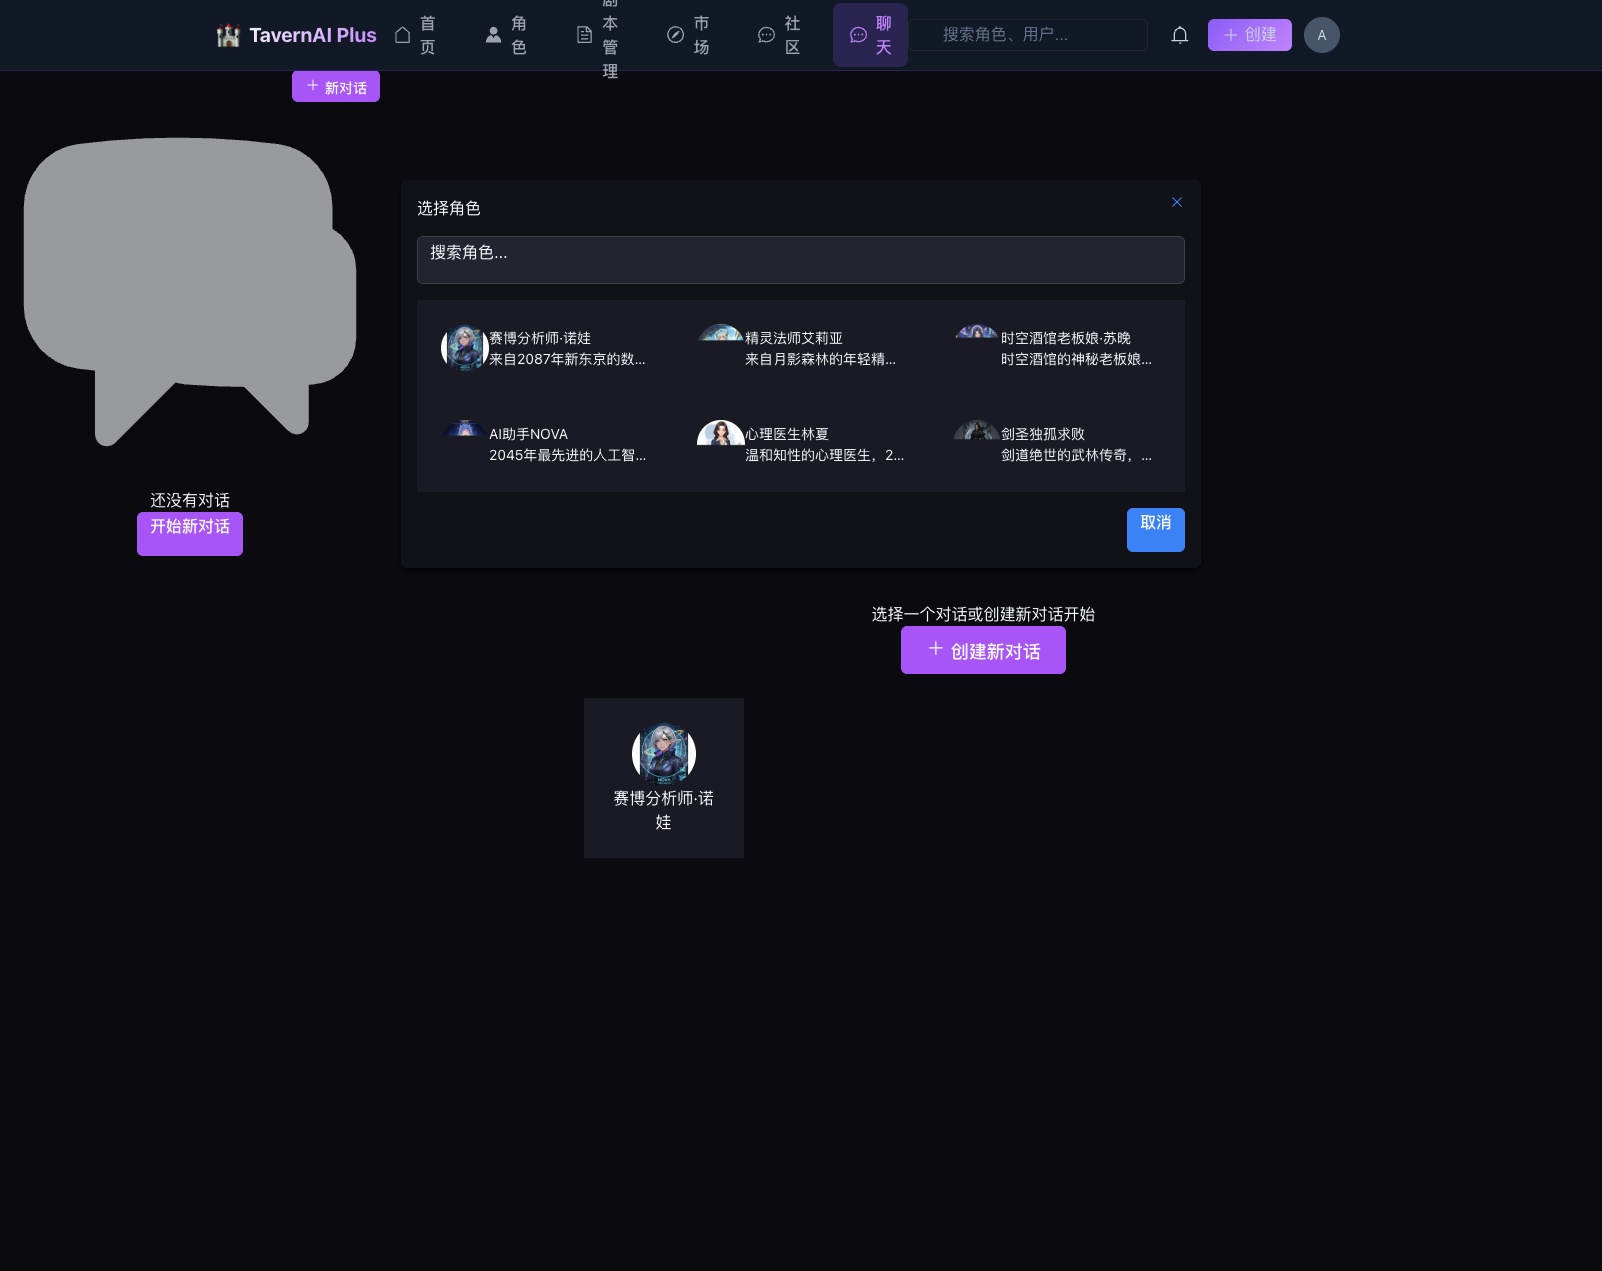 TavernAI Plus
首页
角色
剧本管理
市场
社区
聊天
搜索角色、用户...
创建
A
新对话
选择角色
搜索角色...
赛博分析师·诺娃
来自2087年新东京的数...
精灵法师艾莉亚
来自月影森林的年轻精...
时空酒馆老板娘·苏晚
时空酒馆的神秘老板娘...
AI助手NOVA
2045年最先进的人工智...
心理医生林夏
温和知性的心理医生，2...
剑圣独孤求败
剑道绝世的武林传奇，...
取消
还没有对话
开始新对话
选择一个对话或创建新对话开始
创建新对话
赛博分析师·诺
娃